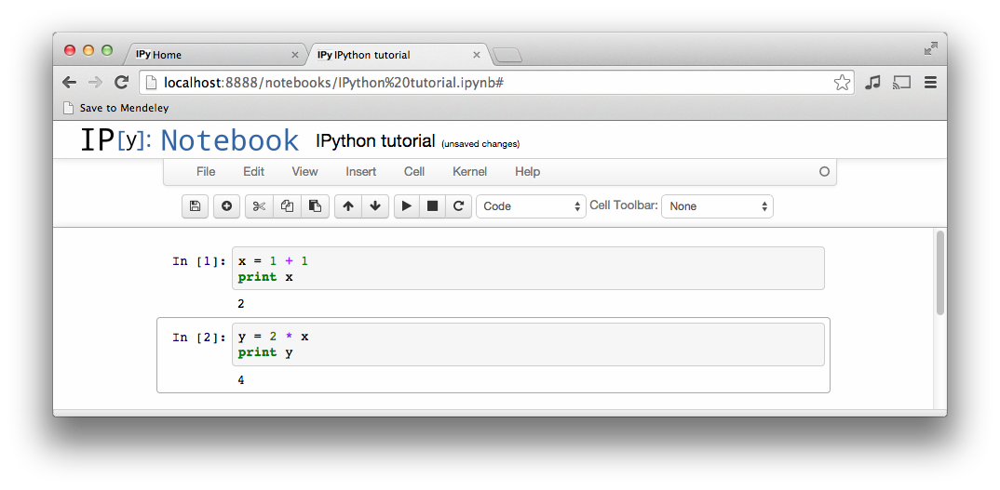 IPy Home
IPy IPython tutorial
localhost:8888/notebooks/IPython%20tutorial.ipynb#
Save to Mendeley
IP[y]: Notebook IPython tutorial (unsaved changes)
File Edit View Insert Cell Kernel Help
Code Cell Toolbar: None
In [1]: x = 1 + 1
print x
2
In [2]: y = 2 * x
print y
4